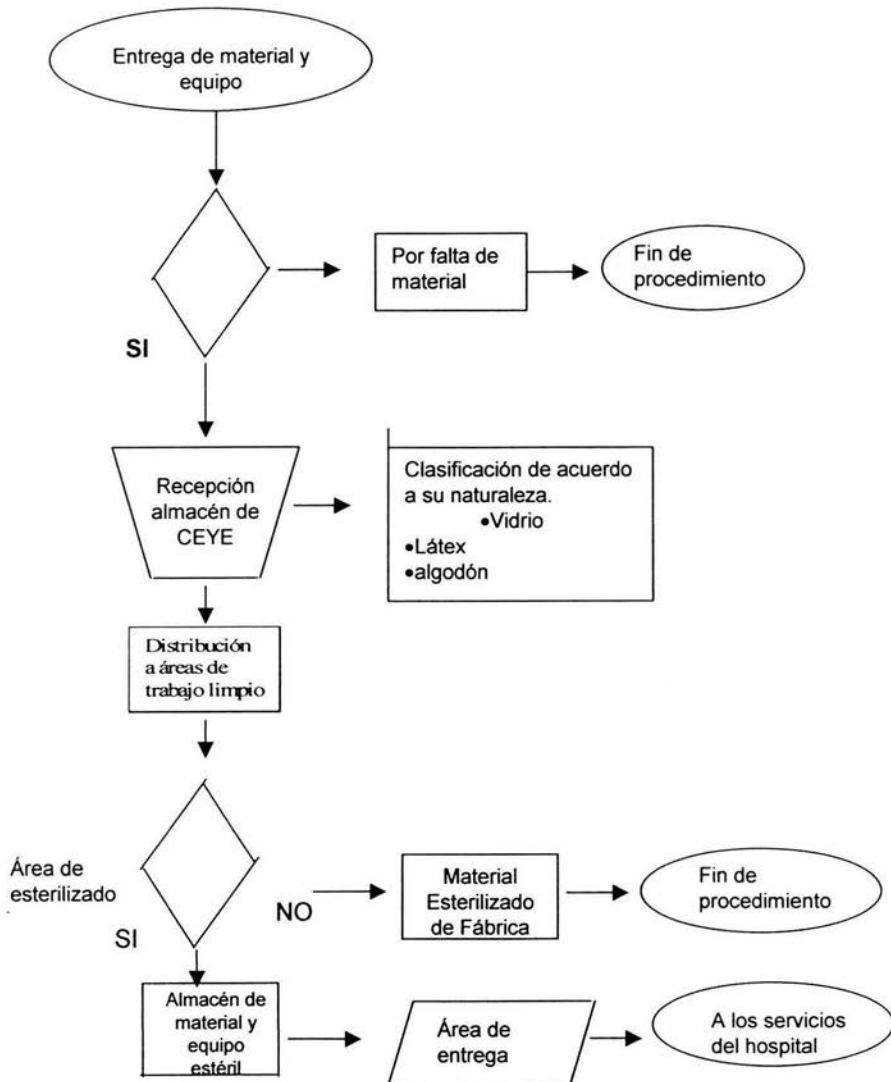 Entrega de material y
equipo
Por falta de
material
Fin de
procedimiento
SI
Recepción
almacén de
CEYE
Clasificación de acuerdo
a su naturaleza.
•Vidrio
•Látex
•algodón
Distribución
a áreas de
trabajo limpio
Área de
esterilizado
SI
NO
Material
Esterilizado
de Fábrica
Fin de
procedimiento
Almacén de
material y
equipo
estéril
Área de
entrega
A los servicios
del hospital